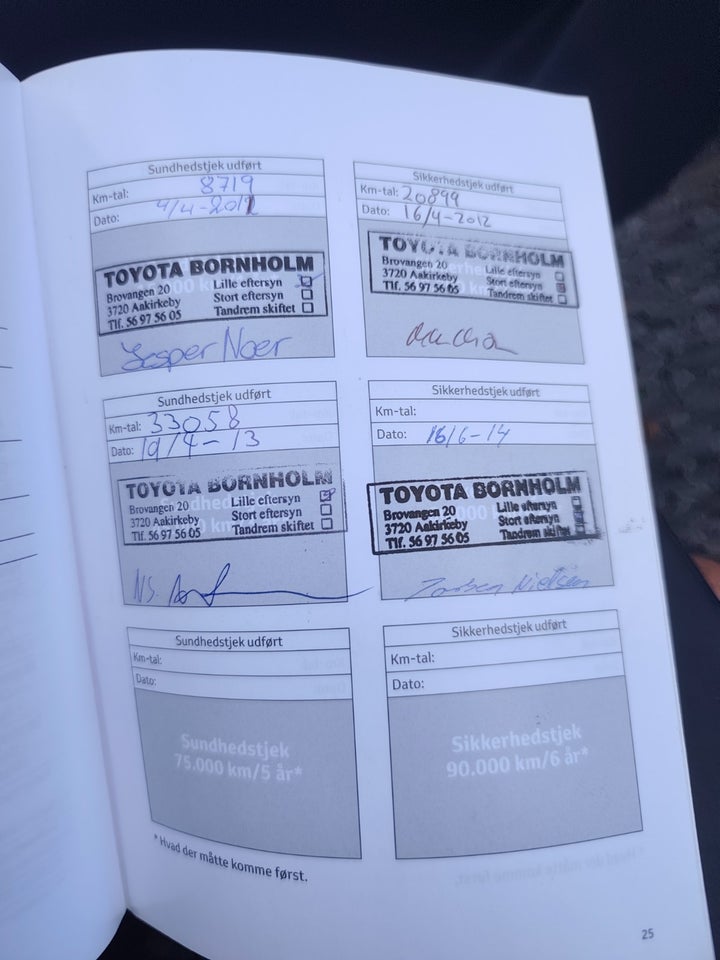 Sundhedstjek udført
Km-tal: 8719
Dato: 4/4-2011
TOYOTA BORNHOLM
Brovangen 20 Lille eftersyn
3720 Aakirkeby Stort eftersyn
Tlf. 56 97 56 05 Tandrem skiftet
Jesper Noer
Sikkerhedstjek udført
Km-tal: 20899
Dato: 16/4-2012
TOYOTA BORNHOLM
Brovangen 20 Lille eftersyn
3720 Aakirkeby Stort eftersyn
Tlf. 56 97 56 05 Tandrem skiftet
Sundhedstjek udført
Km-tal: 33058
Dato: 19/4-13
TOYOTA BORNHOLM
Brovangen 20 Lille eftersyn
3720 Aakirkeby Stort eftersyn
Tlf. 56 97 56 05 Tandrem skiftet
NS.
Sikkerhedstjek udført
Km-tal:
Dato: 16/6-14
TOYOTA BORNHOLM
Brovangen 20 Lille eftersyn
3720 Aakirkeby Stort eftersyn
Tlf. 56 97 56 05 Tandrem skiftet
Torben Nielsen
Sundhedstjek udført
Km-tal:
Dato:
Sundhedstjek
75.000 km/5 år*
Sikkerhedstjek udført
Km-tal:
Dato:
Sikkerhedstjek
90.000 km/6 år*
* Hvad der måtte komme først.
25